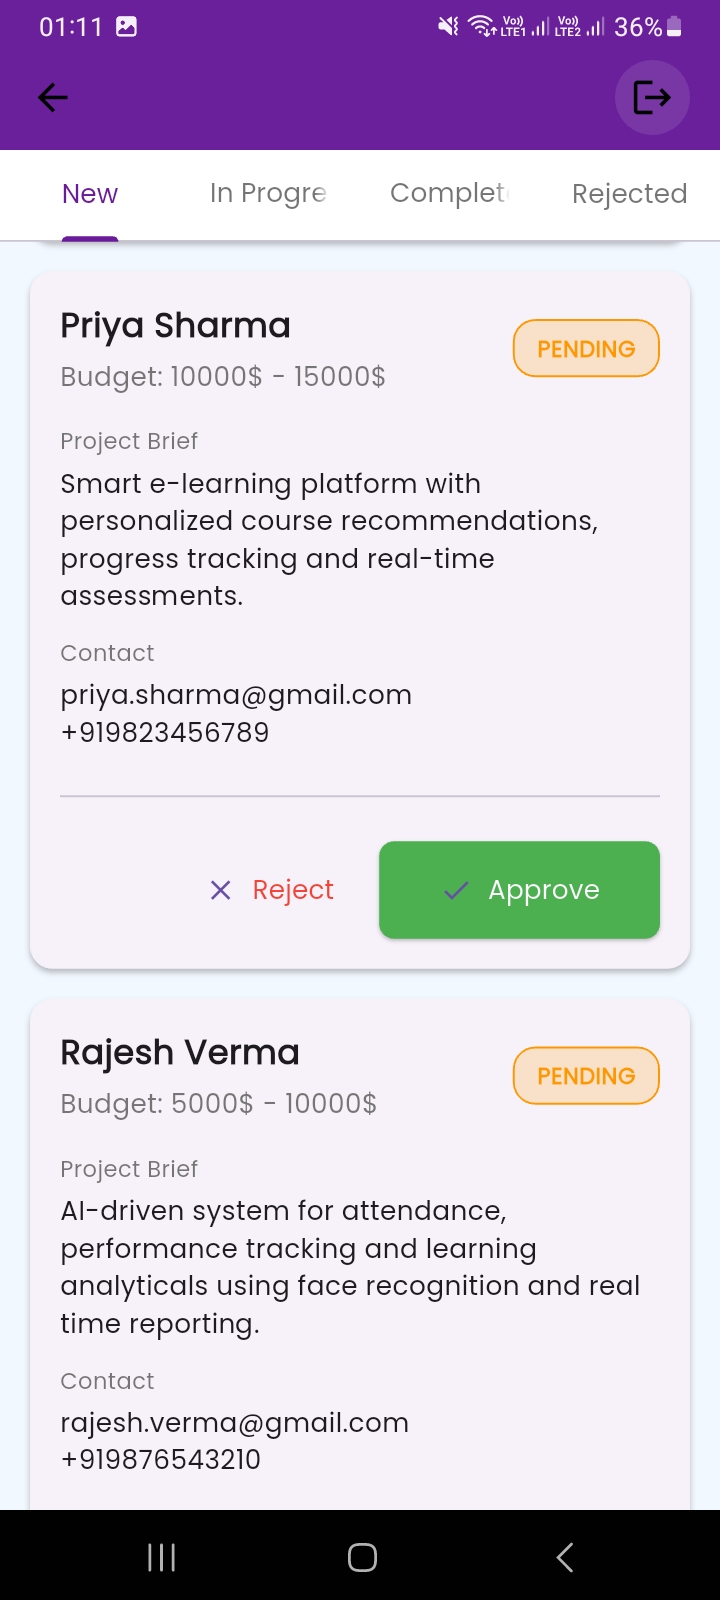 01:11
Vo)) LTE1 Vo)) LTE2 36%
New In Progre Complet Rejected
Priya Sharma
PENDING
Budget: 10000$ - 15000$
Project Brief
Smart e-learning platform with
personalized course recommendations,
progress tracking and real-time
assessments.
Contact
priya.sharma@gmail.com
+919823456789
Reject Approve
Rajesh Verma
PENDING
Budget: 5000$ - 10000$
Project Brief
AI-driven system for attendance,
performance tracking and learning
analyticals using face recognition and real
time reporting.
Contact
rajesh.verma@gmail.com
+919876543210